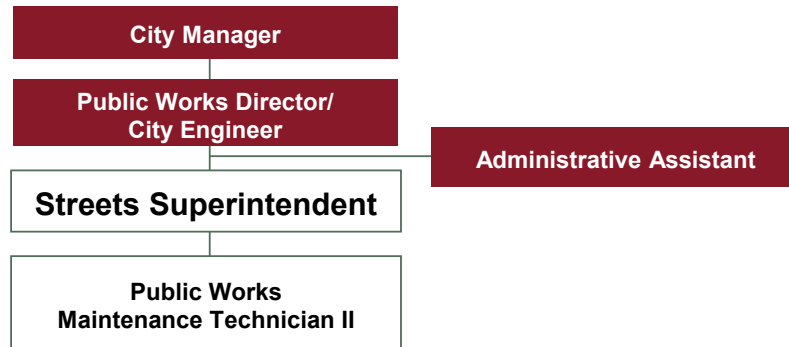 City Manager
Public Works Director/
City Engineer
Administrative Assistant
Streets Superintendent
Public Works
Maintenance Technician II